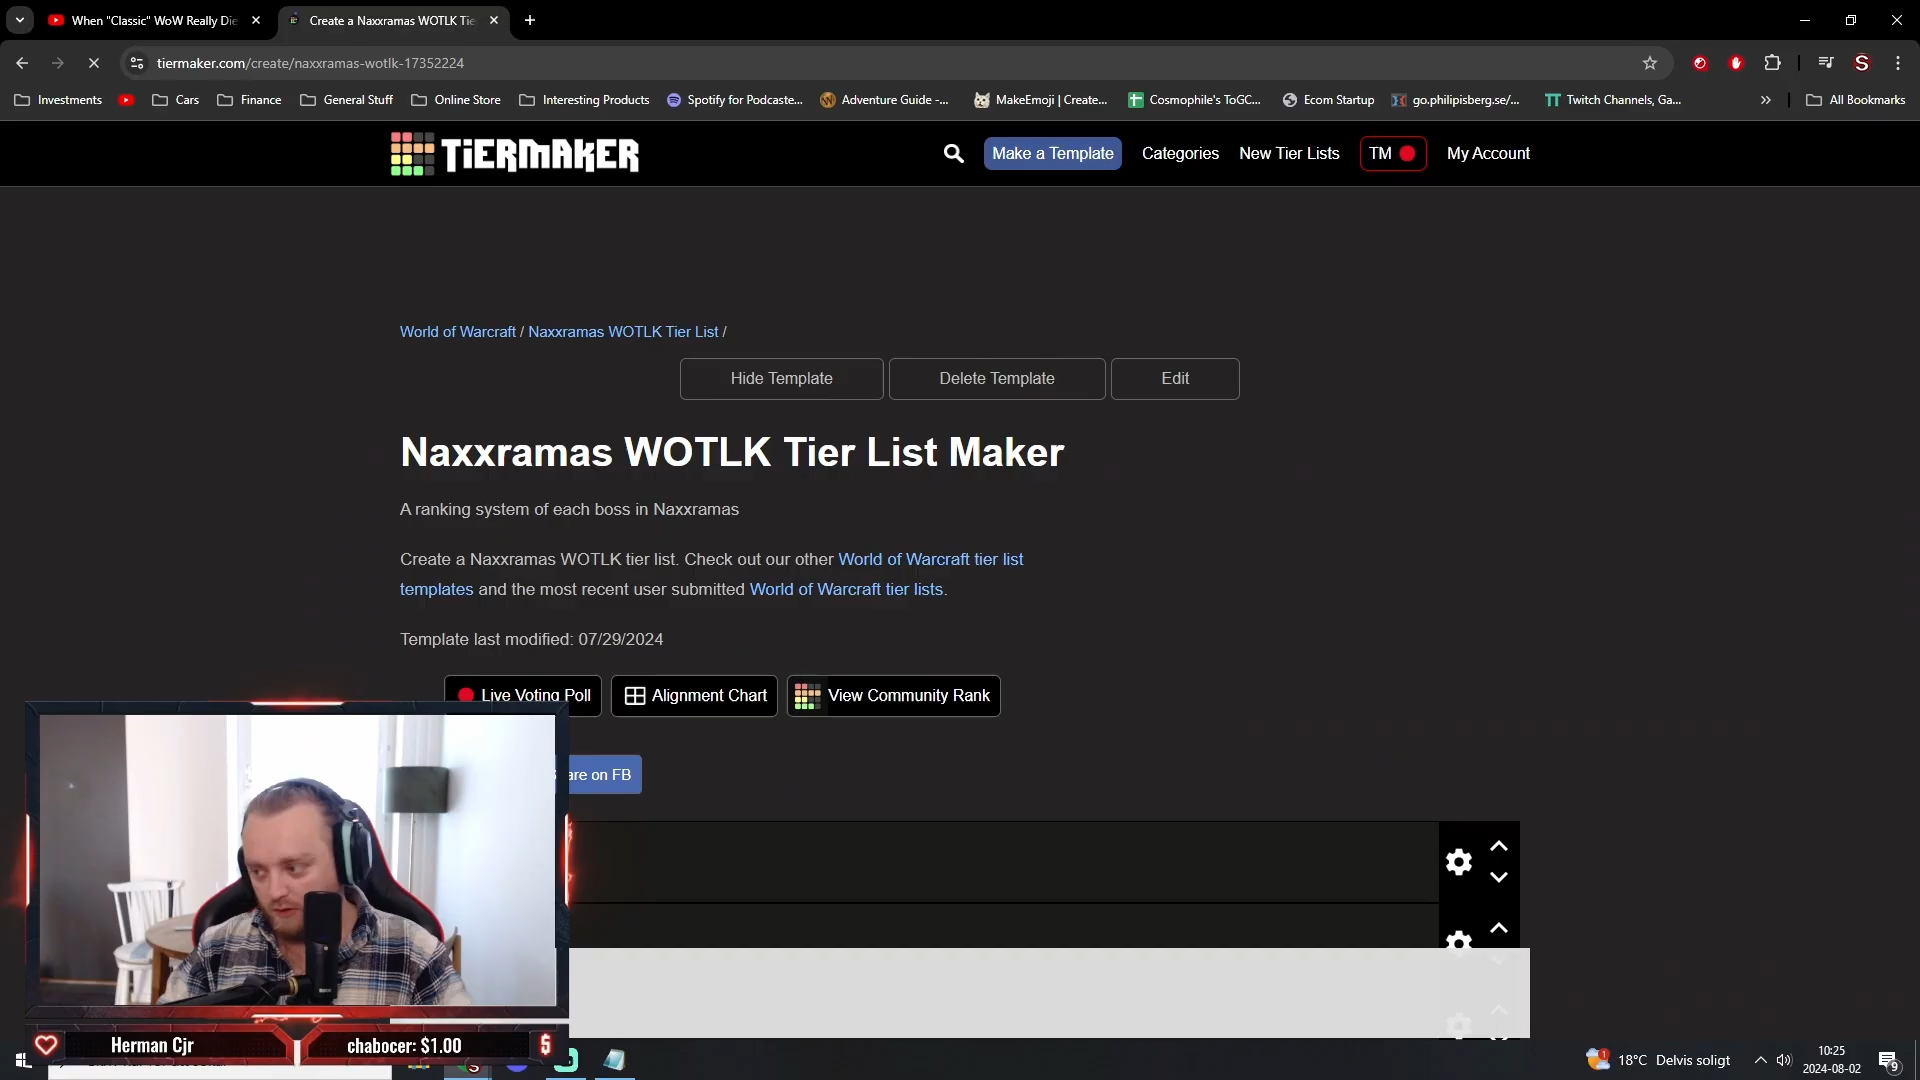 When "Classic" WoW Really Die
Create a Naxxramas WOTLK Tie
tiermaker.com/create/naxxramas-wotlk-17352224
Investments
Cars
Finance
General Stuff
Online Store
Interesting Products
Spotify for Podcaste...
Adventure Guide -...
MakeEmoji | Create...
Cosmophile's ToGC...
Ecom Startup
go.philipisberg.se/...
Twitch Channels, Ga...
All Bookmarks
TiERMAKER
Make a Template
Categories
New Tier Lists
TM
My Account
World of Warcraft / Naxxramas WOTLK Tier List /
Hide Template
Delete Template
Edit
Naxxramas WOTLK Tier List Maker
A ranking system of each boss in Naxxramas
Create a Naxxramas WOTLK tier list. Check out our other World of Warcraft tier list
templates and the most recent user submitted World of Warcraft tier lists.
Template last modified: 07/29/2024
Live Voting Poll
Alignment Chart
View Community Rank
are on FB
Herman Cjr
chabocer: $1.00
$
18°C Delvis soligt
10:25
2024-08-02